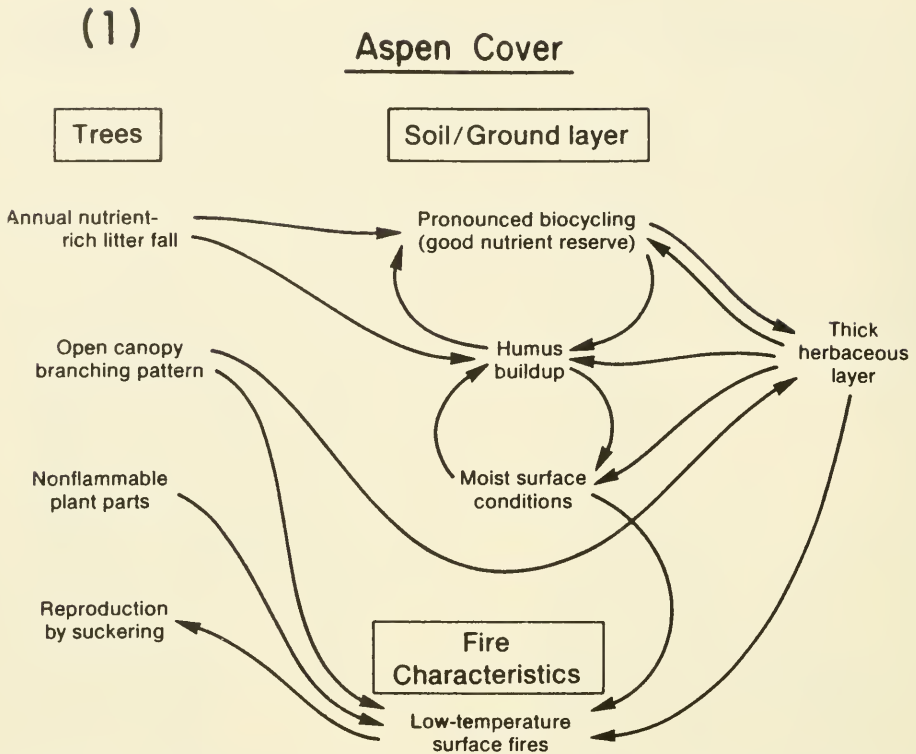 (1)
Aspen Cover
Trees
Soil/Ground layer
Annual nutrient-
rich litter fall
Pronounced biocycling
(good nutrient reserve)
Open canopy
branching pattern
Humus
buildup
Thick
herbaceous
layer
Nonflammable
plant parts
Moist surface
conditions
Reproduction
by suckering
Fire
Characteristics
Low-temperature
surface fires